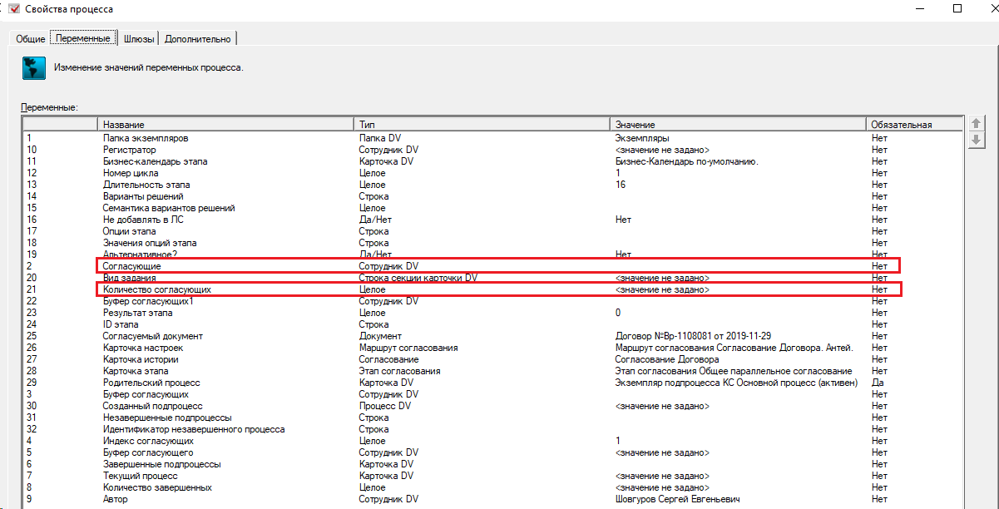 Свойства процесса
Общие Переменные Шлюзы Дополнительно
Изменение значений переменных процесса.
Переменные:
Название Тип Значение Обязательная
1 Папка экземпляров Папка DV Экземпляры Нет
10 Регистратор Сотрудник DV <значение не задано> Нет
11 Бизнес-календарь этапа Карточка DV Бизнес-Календарь по-умолчанию. Нет
12 Номер цикла Целое 1 Нет
13 Длительность этапа Целое 16 Нет
14 Варианты решений Строка Нет
15 Семантика вариантов решений Целое Нет
16 Не добавлять в ЛС Да/Нет Нет Нет
17 Опции этапа Строка Нет
18 Значения опций этапа Строка Нет
19 Альтернативное? Да/Нет Нет Нет
2 Согласующие Сотрудник DV Нет
20 Вид задания Строка секции карточки DV <значение не задано> Нет
21 Количество согласующих Целое <значение не задано> Нет
22 Буфер согласующих1 Сотрудник DV Нет
23 Результат этапа Целое 0 Нет
24 ID этапа Строка Нет
25 Согласуемый документ Документ Договор №Вр-1108081 от 2019-11-29 Нет
26 Карточка настроек Маршрут согласования Маршрут согласования Согласование Договора. Антей. Нет
27 Карточка истории Согласование Согласование Договора Нет
28 Карточка этапа Этап согласования Этап согласования Общее параллельное согласование Нет
29 Родительский процесс Карточка DV Экземпляр подпроцесса КС Основной процесс (активен) Да
3 Буфер согласующих Сотрудник DV Нет
30 Созданный подпроцесс Процесс DV <значение не задано> Нет
31 Незавершенные подпроцессы Строка Нет
32 Идентификатор незавершенного процесса Строка Нет
4 Индекс согласующих Целое 1 Нет
5 Буфер согласующего Сотрудник DV <значение не задано> Нет
6 Завершенные подпроцессы Карточка DV Нет
7 Текущий процесс Карточка DV <значение не задано> Нет
8 Количество завершенных Целое <значение не задано> Нет
9 Автор Сотрудник DV Шовгуров Сергей Евгеньевич Нет